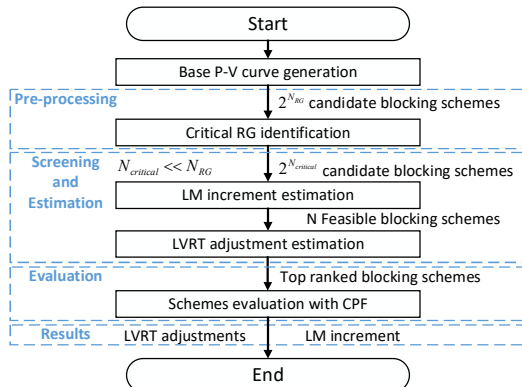 Start
Base P-V curve generation
Pre-processing
2^{N_{RG}} candidate blocking schemes
Critical RG identification
Screening
and
Estimation
N_{critical} << N_{RG}
2^{N_{critical}} candidate blocking schemes
LM increment estimation
N Feasible blocking schemes
LVRT adjustment estimation
Evaluation
Top ranked blocking schemes
Schemes evaluation with CPF
Results
LVRT adjustments
LM increment
End